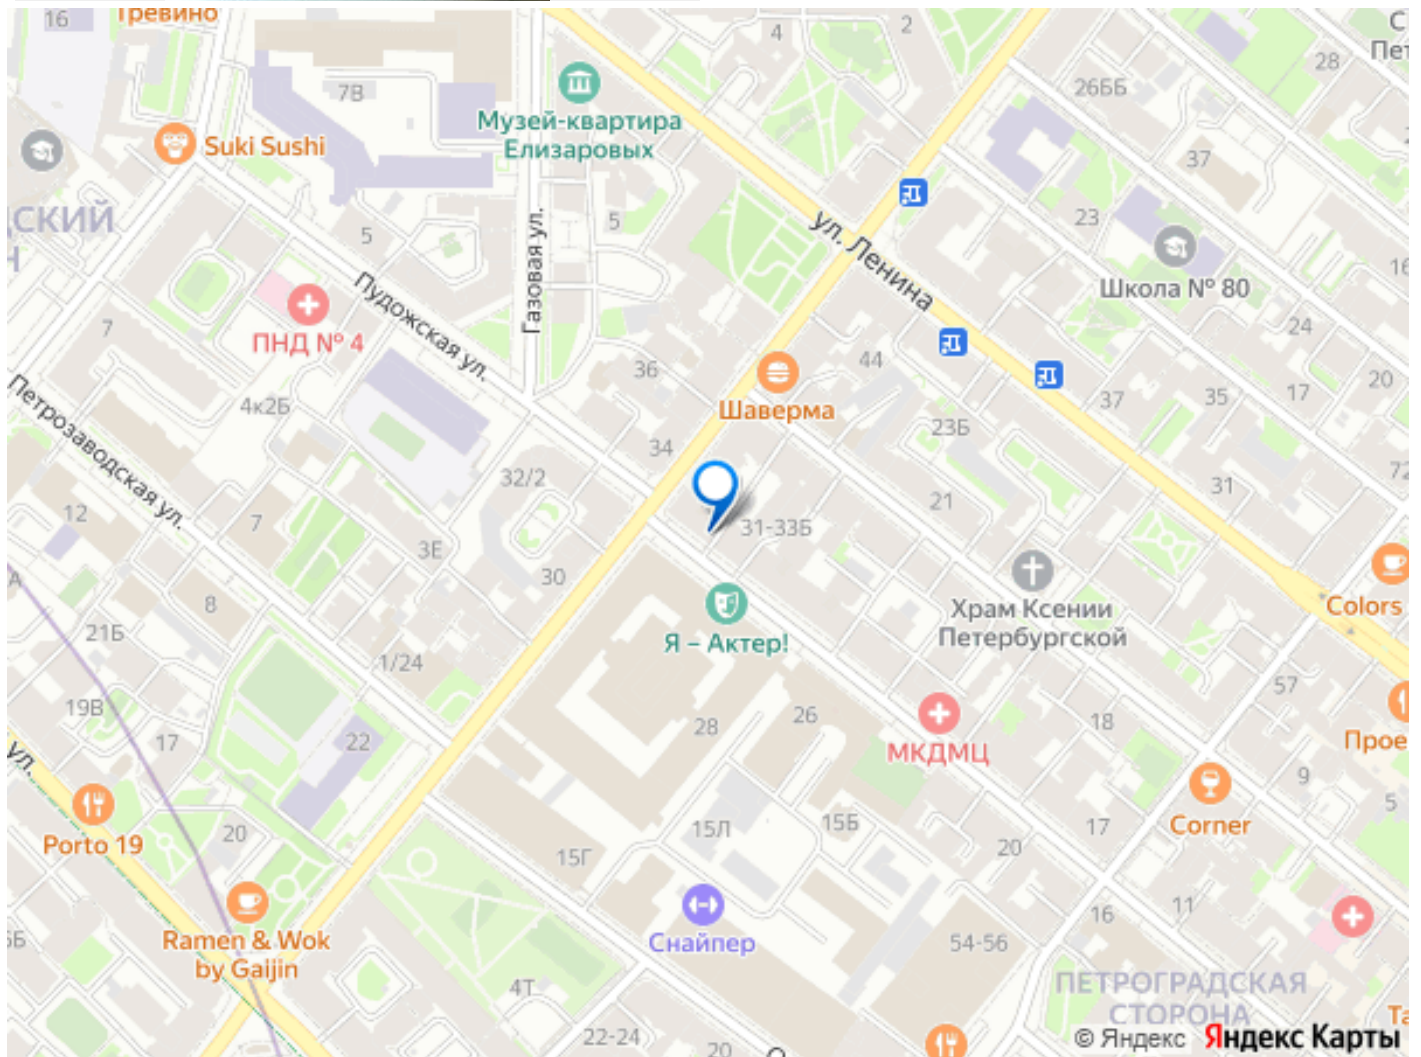 16
Тревино
4
2
28
7В
26ББ
Музей-квартира
Елизаровых
Suki Sushi
37
5
5
23
ул. Ленина
Газовая ул.
Школа № 80
Пудожская ул.
7
ПНД № 4
24
36
44
20
17
35
37
Шаверма
4к2Б
23Б
Петрозаводская ул.
34
32/2
31
72
21
12
7
31-33Б
3Е
30
Храм Ксении
Петербургской
Colors
8
21Б
Я – Актер!
1/24
57
19В
17
22
28
26
18
МКДМЦ
ул.
9
5
Porto 19
20
15Л
15Б
17
Corner
20
15Г
16
11
Снайпер
54-56
Ramen & Wok
by Gaijin
4Т
ПЕТРОГРАДСКАЯ
СТОРОНА
22-24
20
© Яндекс Яндекс Карты